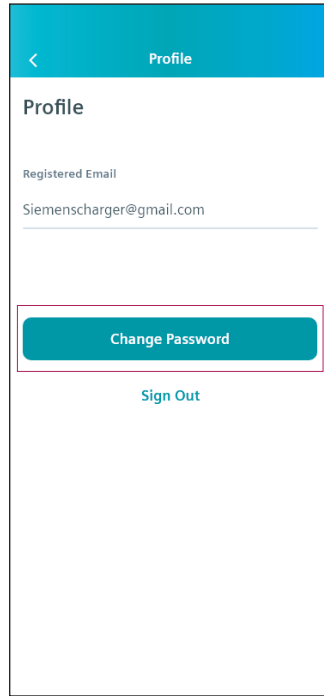 Profile
Profile
Registered Email
Siemenscharger@gmail.com
Change Password
Sign Out